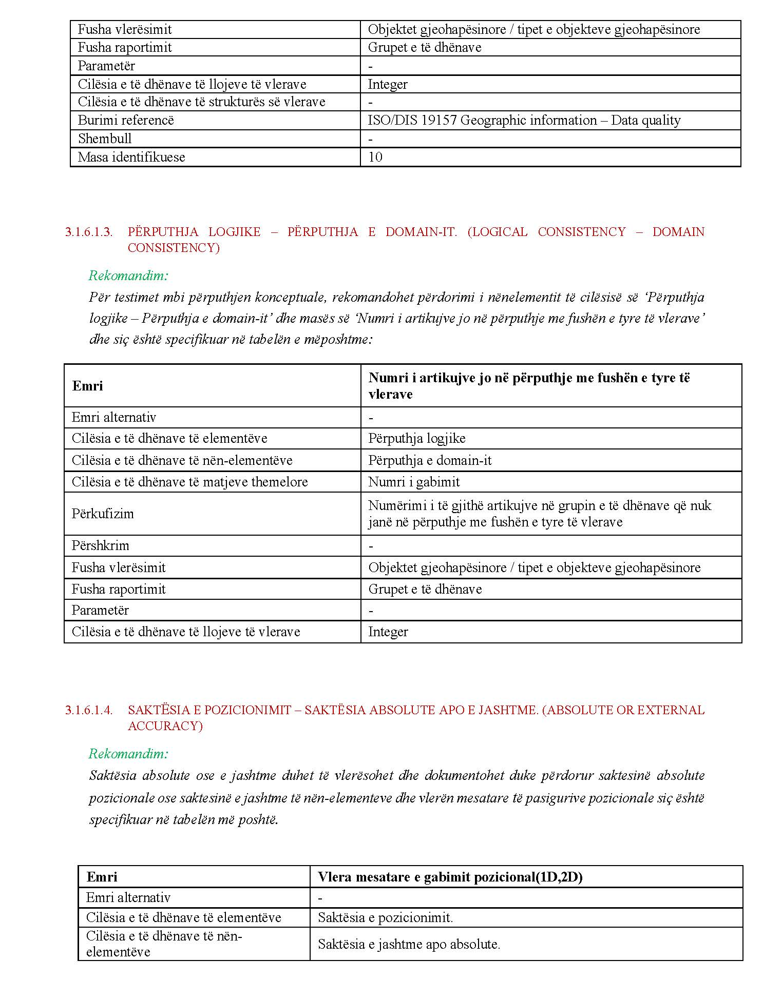 Fusha vlerësimit Objektet gjeohapësinore / tipet e objekteve gjeohapësinore
Fusha raportimit Grupet e të dhënave
Parametër -
Cilësia e të dhënave të llojeve të vlerave Integer
Cilësia e të dhënave të strukturës së vlerave -
Burimi referencë ISO/DIS 19157 Geographic information – Data quality
Shembull -
Masa identifikuese 10
3.1.6.1.3. PËRPUTHJA LOGJIKE – PËRPUTHJA E DOMAIN-IT. (LOGICAL CONSISTENCY – DOMAIN
CONSISTENCY)
Rekomandim:
Për testimet mbi përputhjen konceptuale, rekomandohet përdorimi i nënelementit të cilësisë së ‘Përputhja
logjike – Përputhja e domain-it’ dhe masës së ‘Numri i artikujve jo në përputhje me fushën e tyre të vlerave’
dhe siç është specifikuar në tabelën e mëposhtme:
Emri Numri i artikujve jo në përputhje me fushën e tyre të
vlerave
Emri alternativ -
Cilësia e të dhënave të elementëve Përputhja logjike
Cilësia e të dhënave të nën-elementëve Përputhja e domain-it
Cilësia e të dhënave të matjeve themelore Numri i gabimit
Përkufizim Numërimi i të gjithë artikujve në grupin e të dhënave që nuk
janë në përputhje me fushën e tyre të vlerave
Përshkrim -
Fusha vlerësimit Objektet gjeohapësinore / tipet e objekteve gjeohapësinore
Fusha raportimit Grupet e të dhënave
Parametër -
Cilësia e të dhënave të llojeve të vlerave Integer
3.1.6.1.4. SAKTËSIA E POZICIONIMIT – SAKTËSIA ABSOLUTE APO E JASHTME. (ABSOLUTE OR EXTERNAL
ACCURACY)
Rekomandim:
Saktësia absolute ose e jashtme duhet të vlerësohet dhe dokumentohet duke përdorur saktesinë absolute
pozicionale ose saktesinë e jashtme të nën-elementeve dhe vlerën mesatare të pasigurive pozicionale siç është
specifikuar në tabelën më poshtë.
Emri Vlera mesatare e gabimit pozicional(1D,2D)
Emri alternativ -
Cilësia e të dhënave të elementëve Saktësia e pozicionimit.
Cilësia e të dhënave të nën-
elementëve Saktësia e jashtme apo absolute.